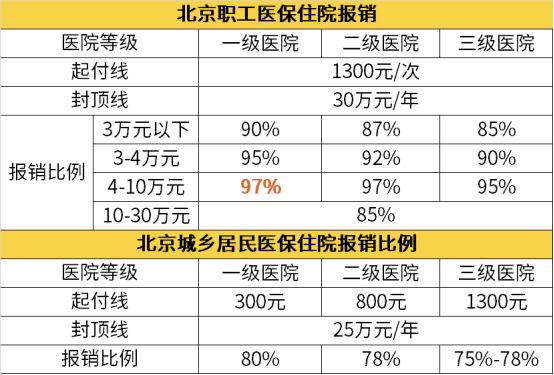 北京职工医保住院报销
医院等级 一级医院 二级医院 三级医院
起付线 1300元/次
封顶线 30万元/年
报销比例 3万元以下 90% 87% 85%
3-4万元 95% 92% 90%
4-10万元 97% 97% 95%
10-30万元 85%
北京城乡居民医保住院报销比例
医院等级 一级医院 二级医院 三级医院
起付线 300元 800元 1300元
封顶线 25万元/年
报销比例 80% 78% 75%-78%